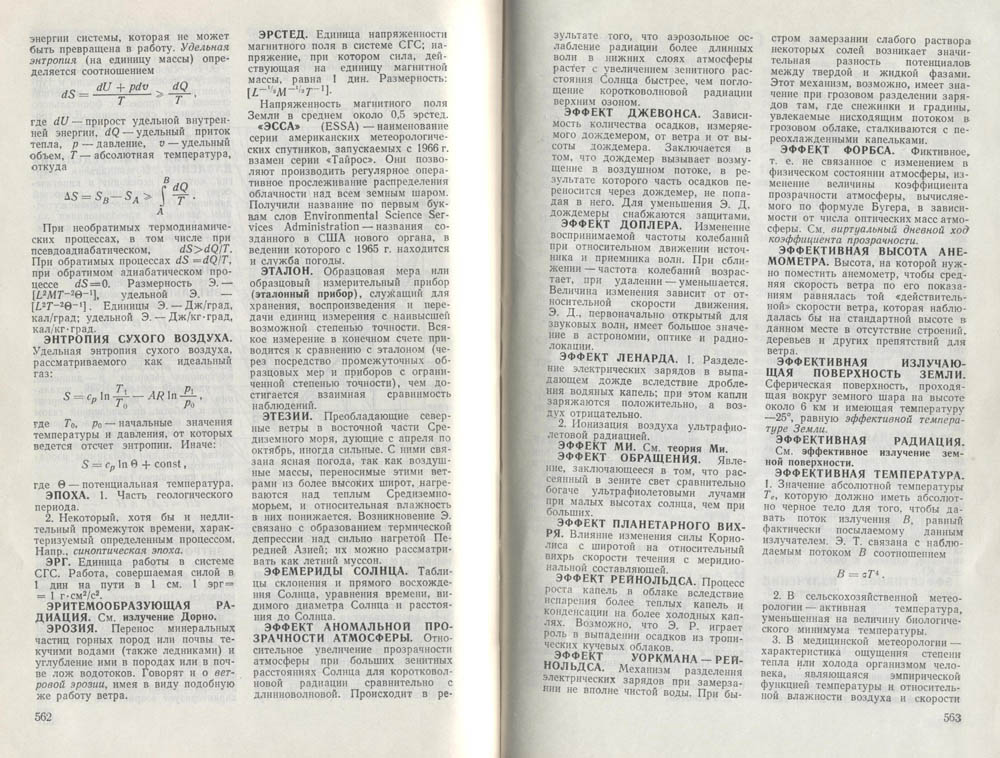 энергии системы, которая не может
быть превращена в работу. Удельная
энтропия (на единицу массы) опре-
деляется соотношением
dS = dU + pdv / T > dQ / T .
где dU — прирост удельной внутрен-
ней энергии, dQ — удельный приток
тепла, p — давление, v — удельный
объем, T — абсолютная температура,
откуда
ΔS = S_B — S_A > ∫_A^B dQ / T .
При необратимых термодинамиче-
ских процессах, в том числе при
псевдоадиабатическом, dS>dQ/T.
При обратимых процессах dS = dQ/T,
при обратимом адиабатическом про-
цессе dS=0. Размерность Э.—
[L²MT⁻²Θ⁻¹], удельной Э. —
[L²T⁻²Θ⁻¹]. Единицы Э.— Дж/град,
кал/град; удельной Э. — Дж/кг·град,
кал/кг·град.
ЭНТРОПИЯ СУХОГО ВОЗДУХА.
Удельная энтропия сухого воздуха,
рассматриваемого как идеальный
газ:
S = c_p ln T₁ / T₀ — AR ln p₁ / p₀ ,
где T₀, p₀ — начальные значения
температуры и давления, от которых
ведется отсчет энтропии. Иначе:
S = c_p ln Θ + const,
где Θ — потенциальная температура.
ЭПОХА. 1. Часть геологического
периода.
2. Некоторый, хотя бы и недли-
тельный промежуток времени, харак-
теризуемый определенным процессом.
Напр., синоптическая эпоха.
ЭРГ. Единица работы в системе
СГС. Работа, совершаемая силой в
1 дин на пути в 1 см. 1 эрг=
= 1 г·см²/с².
ЭРИТЕМООБРАЗУЮЩАЯ РА-
ДИАЦИЯ. См. излучение Дорно.
ЭРОЗИЯ. Перенос минеральных
частиц горных пород или почвы те-
кучими водами (также ледниками) и
углубление ими в породах или в поч-
ве лож водотоков. Говорят и о ве-
тровой эрозии, имея в виду подобную
же работу ветра.
562
ЭРСТЕД. Единица напряженности
магнитного поля в системе СГС; на-
пряжение, при котором сила, дей-
ствующая на единицу магнитной
массы, равна 1 дин. Размерность:
[L⁻¹/²M⁻¹/²T⁻¹].
Напряженность магнитного поля
Земли в среднем около 0,5 эрстед.
«ЭССА» (ESSA) — наименование
серии американских метеорологиче-
ских спутников, запускаемых с 1966 г.
взамен серии «Тайрос». Они позво-
ляют производить регулярное опера-
тивное прослеживание распределения
облачности над всем земным шаром.
Получили название по первым бук-
вам слов Environmental Science Ser-
vices Administration — названия со-
зданного в США нового органа, в
ведении которого с 1965 г. находится
и служба погоды.
ЭТАЛОН. Образцовая мера или
образцовый измерительный прибор
(эталонный прибор), служащий для
хранения, воспроизведения и пере-
дачи единиц измерения с наивысшей
возможной степенью точности. Вся-
кое измерение в конечном счете при-
водится к сравнению с эталоном (че-
рез посредство промежуточных об-
разцовых мер и приборов с ограни-
ченной степенью точности), чем до-
стигается взаимная сравнимость
наблюдений.
ЭТЕЗИИ. Преобладающие север-
ные ветры в восточной части Сре-
диземного моря, дующие с апреля по
октябрь, иногда сильные. С ними свя-
зана ясная погода, так как воздуш-
ные массы, переносимые этими вет-
рами из более высоких широт, нагре-
ваются над теплым Средиземно-
морьем, и относительная влажность
в них понижается. Возникновение Э.
связано с образованием термической
депрессии над сильно нагретой Пе-
редней Азией; их можно рассматри-
вать как летний муссон.
ЭФЕМЕРИДЫ СОЛНЦА. Табли-
цы склонения и прямого восхожде-
ния Солнца, уравнения времени, ви-
димого диаметра Солнца и расстоя-
ния до Солнца.
ЭФФЕКТ АНОМАЛЬНОЙ ПРО-
ЗРАЧНОСТИ АТМОСФЕРЫ. Отно-
сительное увеличение прозрачности
атмосферы при больших зенитных
расстояниях Солнца для коротковол-
новой радиации сравнительно с
длинноволновой. Происходит в ре-
зультате того, что аэрозольное ос-
лабление радиации более длинных
волн в нижних слоях атмосферы
растет с увеличением зенитного рас-
стояния Солнца быстрее, чем погло-
щение коротковолновой радиации
верхним озоном.
ЭФФЕКТ ДЖЕВОНСА. Зависи-
мость количества осадков, измеряе-
мого дождемером, от ветра и от вы-
соты дождемера. Заключается в
том, что дождемер вызывает возму-
щение в воздушном потоке, в ре-
зультате которого часть осадков пе-
реносится через дождемер, не попа-
дая в него. Для уменьшения Э. Д.
дождемеры снабжаются защитами.
ЭФФЕКТ ДОПЛЕРА. Изменение
воспринимаемой частоты колебаний
при относительном движении источ-
ника и приемника волн. При сбли-
жении — частота колебаний возрас-
тает, при удалении — уменьшается.
Величина изменения зависит от от-
носительной скорости движения.
Э. Д., первоначально открытый для
звуковых волн, имеет большое значе-
ние в астрономии, оптике и радио-
локации.
ЭФФЕКТ ЛЕНАРДА. 1. Разделе-
ние электрических зарядов в выпа-
дающем дожде вследствие дробле-
ния водяных капель; при этом капли
заряжаются положительно, а воз-
дух отрицательно.
2. Ионизация воздуха ультрафио-
летовой радиацией.
ЭФФЕКТ МИ. См. теория Ми.
ЭФФЕКТ ОБРАЩЕНИЯ. Явле-
ние, заключающееся в том, что рас-
сеянный в зените свет сравнительно
богаче ультрафиолетовыми лучами
при малых высотах солнца, чем при
больших.
ЭФФЕКТ ПЛАНЕТАРНОГО ВИХ-
РЯ. Влияние изменения силы Корио-
лиса с широтой на относительный
вихрь скорости течения с меридио-
нальной составляющей.
ЭФФЕКТ РЕЙНОЛЬДСА. Процесс
роста капель в облаке вследствие
испарения более теплых капель и
конденсации на более холодных кап-
лях. Возможно, что Э. Р. играет
роль в выпадении осадков из тропи-
ческих кучевых облаков.
ЭФФЕКТ УОРКМАНА — РЕЙ-
НОЛЬДСА. Механизм разделения
электрических зарядов при замерза-
нии не вполне чистой воды. При бы-
стром замерзании слабого раствора
некоторых солей возникает значи-
тельная разность потенциалов
между твердой и жидкой фазами.
Этот механизм, возможно, имеет зна-
чение при грозовом разделении заря-
дов там, где снежинки и градины,
увлекаемые нисходящим потоком в
грозовом облаке, сталкиваются с пе-
реохлажденными капельками.
ЭФФЕКТ ФОРБСА. Фиктивное,
т. е. не связанное с изменением в
физическом состоянии атмосферы, из-
менение величины коэффициента
прозрачности атмосферы, вычисляе-
мого по формуле Бугера, в зависи-
мости от числа оптических масс атмо-
сферы. См. виртуальный дневной ход
коэффициента прозрачности.
ЭФФЕКТИВНАЯ ВЫСОТА АНЕ-
МОМЕТРА. Высота, на которой нуж-
но поместить анемометр, чтобы сред-
няя скорость ветра по его показа-
ниям равнялась той «действитель-
ной» скорости ветра, которая наблю-
далась бы на стандартной высоте в
данном месте в отсутствие строений,
деревьев и других препятствий для
ветра.
ЭФФЕКТИВНАЯ ИЗЛУЧАЮ-
ЩАЯ ПОВЕРХНОСТЬ ЗЕМЛИ.
Сферическая поверхность, проходя-
щая вокруг земного шара на высоте
около 6 км и имеющая температуру
—25°, равную эффективной темпера-
туре Земли.
ЭФФЕКТИВНАЯ РАДИАЦИЯ.
См. эффективное излучение зем-
ной поверхности.
ЭФФЕКТИВНАЯ ТЕМПЕРАТУРА.
1. Значение абсолютной температуры
Tₑ, которую должно иметь абсолют-
но черное тело для того, чтобы да-
вать поток излучения B, равный
фактически посылаемому данным
излучателем. Э. Т. связана с наблю-
даемым потоком B соотношением
B = σT⁴.
2. В сельскохозяйственной метео-
рологии — активная температура,
уменьшенная на величину биологиче-
ского минимума температуры.
3. В медицинской метеорологии —
характеристика ощущения степени
тепла или холода организмом чело-
века, являющаяся эмпирической
функцией температуры и относитель-
ной влажности воздуха и скорости
563